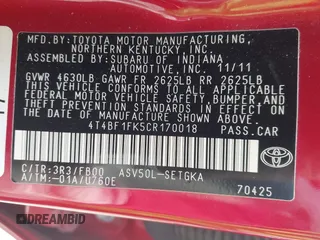 MFD.BY:TOYOTA MOTOR MANUFACTURING,
NORTHERN KENTUCKY, INC.
ASSEMBLED BY:SUBARU OF INDIANA
AUTOMOTIVE, INC. 11/11
GVWR 4630LB GAWR FR 2625LB RR 2625LB
THIS VEHICLE CONFORMS TO ALL APPLICABLE
FEDERAL MOTOR VEHICLE SAFETY, BUMPER,AND
THEFT PREVENTION STANDARDS IN EFFECT ON
THE DATE OF MANUFACTURE SHOWN ABOVE.
4T4BF1FK5CR170018 PASS.CAR
C/TR:3R3/FB00 ASV50L-SETGKA
A/TM:-01A/U760E
TOYOTA
70425
DREAMBID